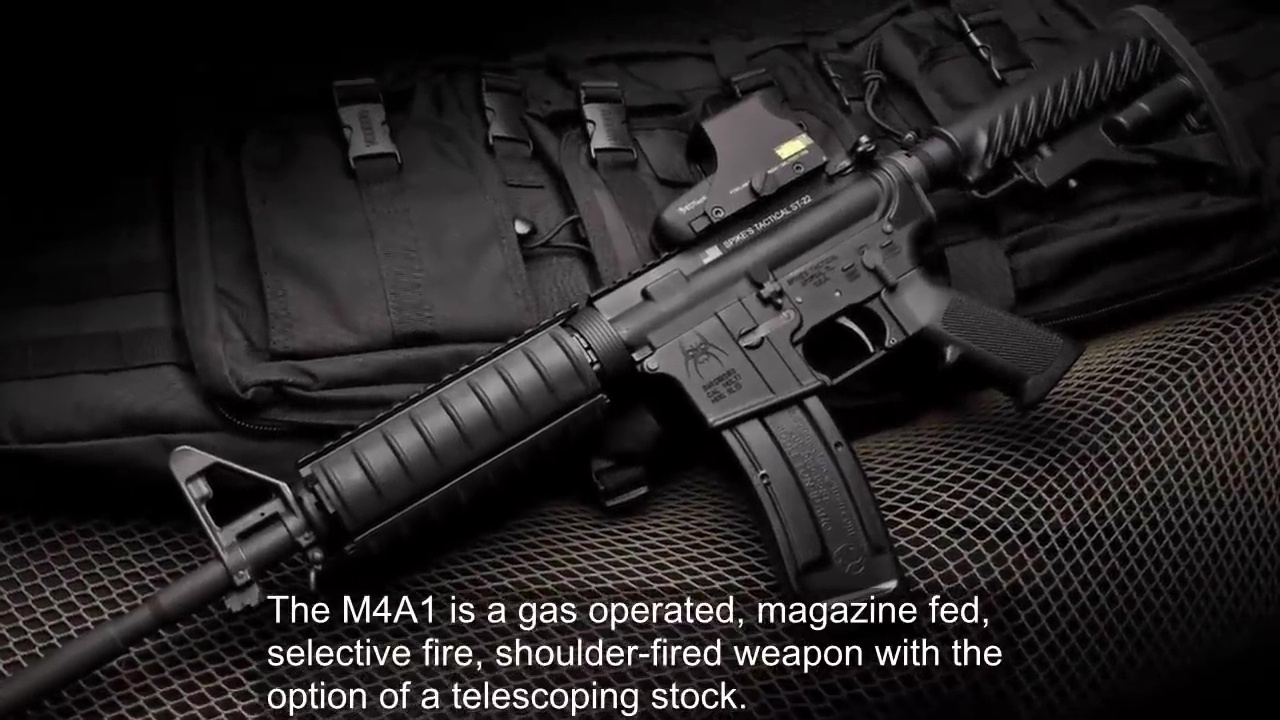 SPIKE'S TACTICAL ST-22
The M4A1 is a gas operated, magazine fed,
selective fire, shoulder-fired weapon with the
option of a telescoping stock.